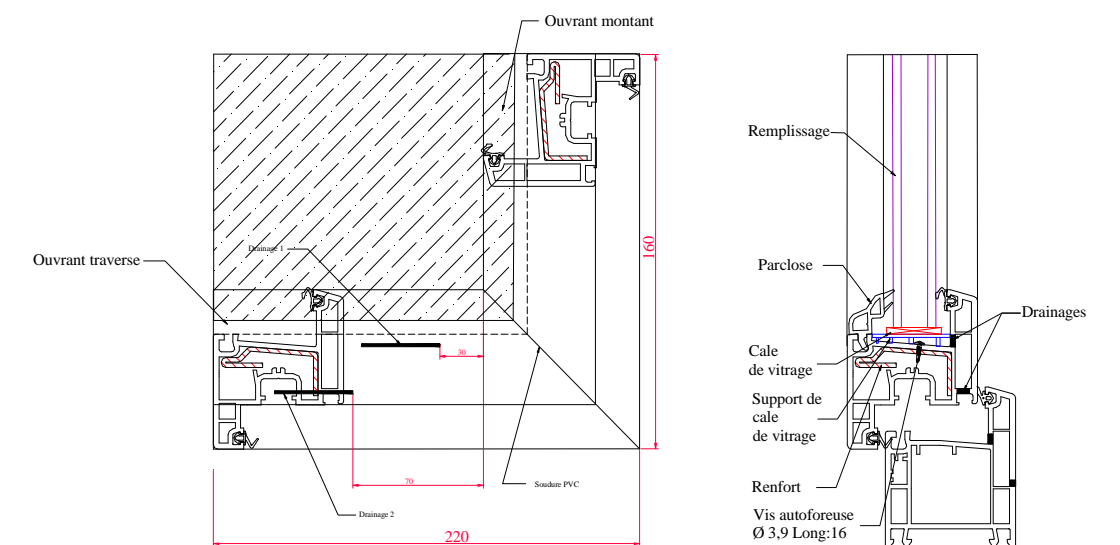 Ouvrant montant
Remplissage
160
Drainage 1
Ouvrant traverse
Parclose
Drainages
30
Cale
de vitrage
Support de
cale
de vitrage
70
Soudure PVC
Renfort
Drainage 2
Vis autoforeuse
Ø 3,9 Long:16
220